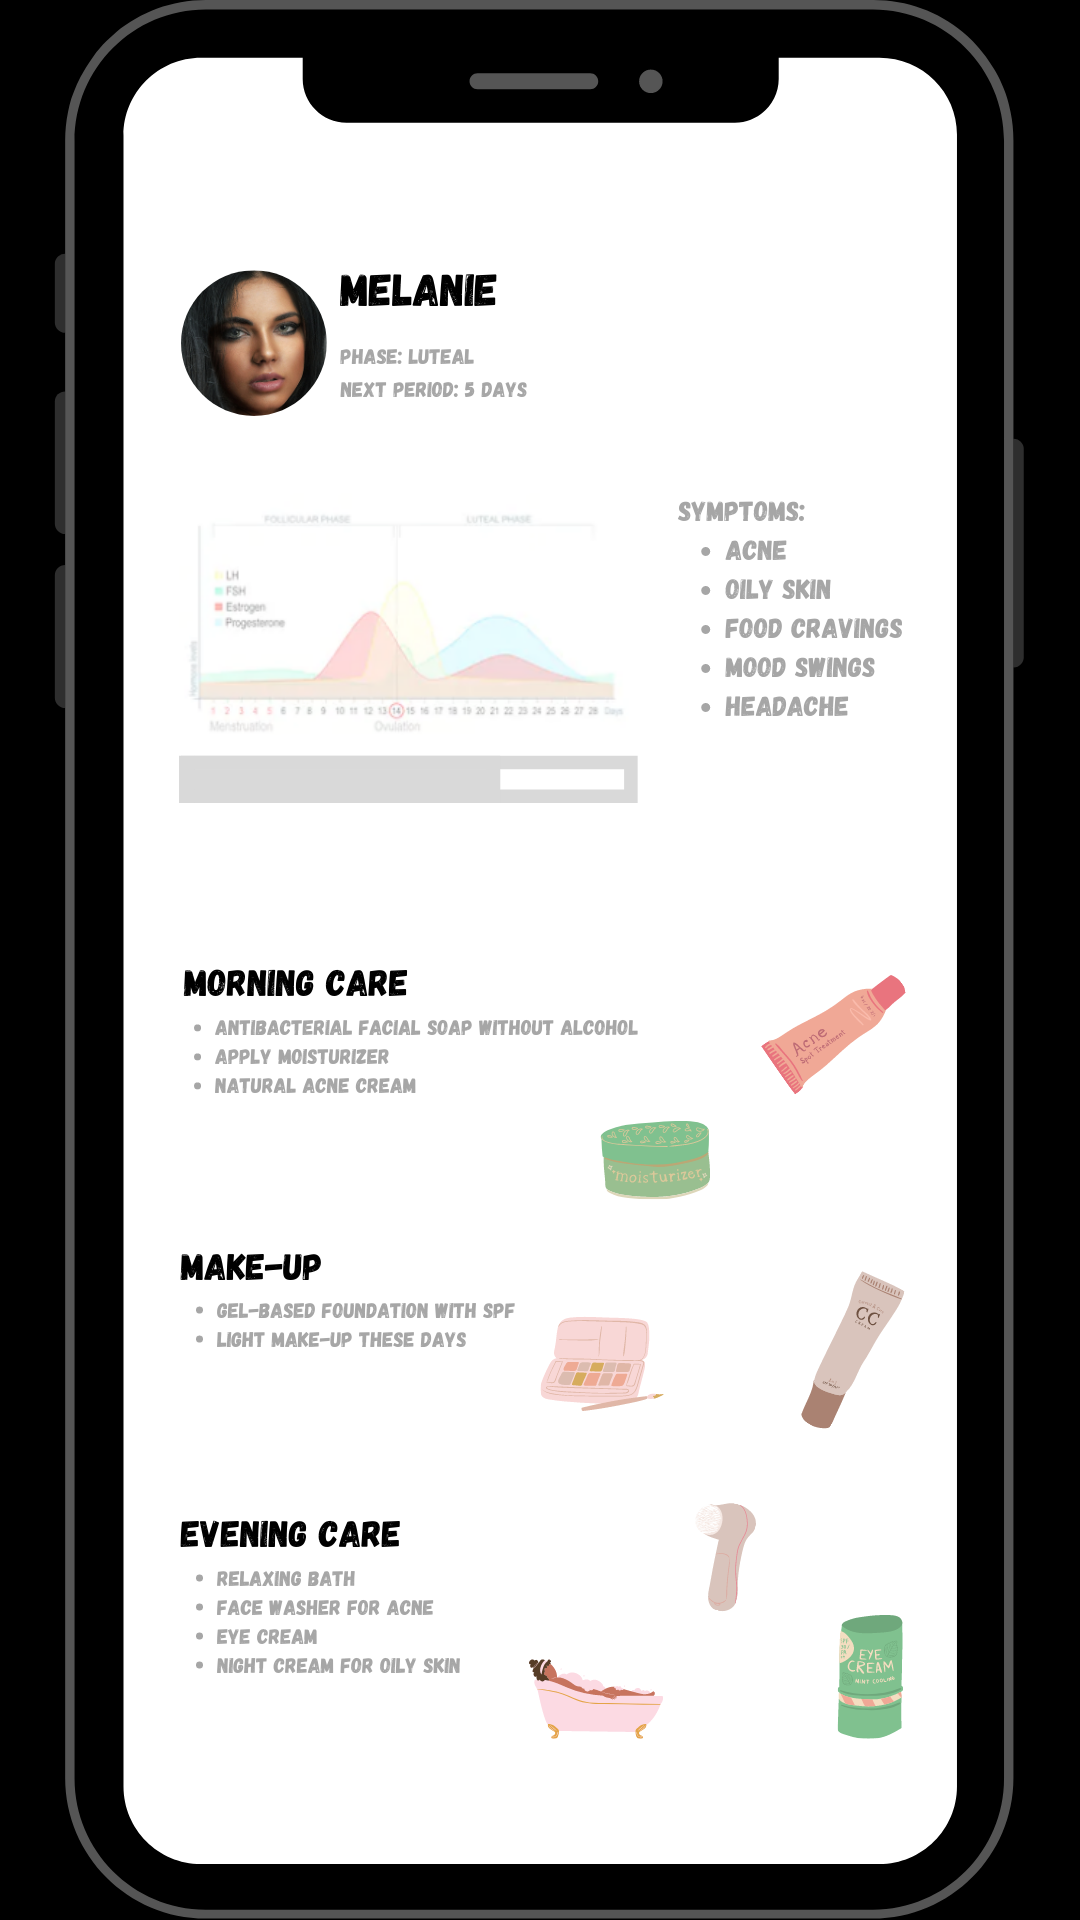 MELANIE
PHASE: LUTEAL
NEXT PERIOD: 5 DAYS
FOLLICULAR PHASE LUTEAL PHASE
LH
FSH
Estrogen
Progesterone
Hormone levels
1 2 3 4 5 6 7 8 9 10 11 12 13 14 15 16 17 18 19 20 21 22 23 24 25 26 27 28 Days
Menstruation Ovulation
SYMPTOMS:
• ACNE
• OILY SKIN
• FOOD CRAVINGS
• MOOD SWINGS
• HEADACHE
MORNING CARE
• ANTIBACTERIAL FACIAL SOAP WITHOUT ALCOHOL
• APPLY MOISTURIZER
• NATURAL ACNE CREAM
Acne
Spot Treatment
moisturizer
MAKE-UP
• GEL-BASED FOUNDATION WITH SPF
• LIGHT MAKE-UP THESE DAYS
CC
CREAM
EVENING CARE
• RELAXING BATH
• FACE WASHER FOR ACNE
• EYE CREAM
• NIGHT CREAM FOR OILY SKIN
EYE
CREAM
MINT COOLING